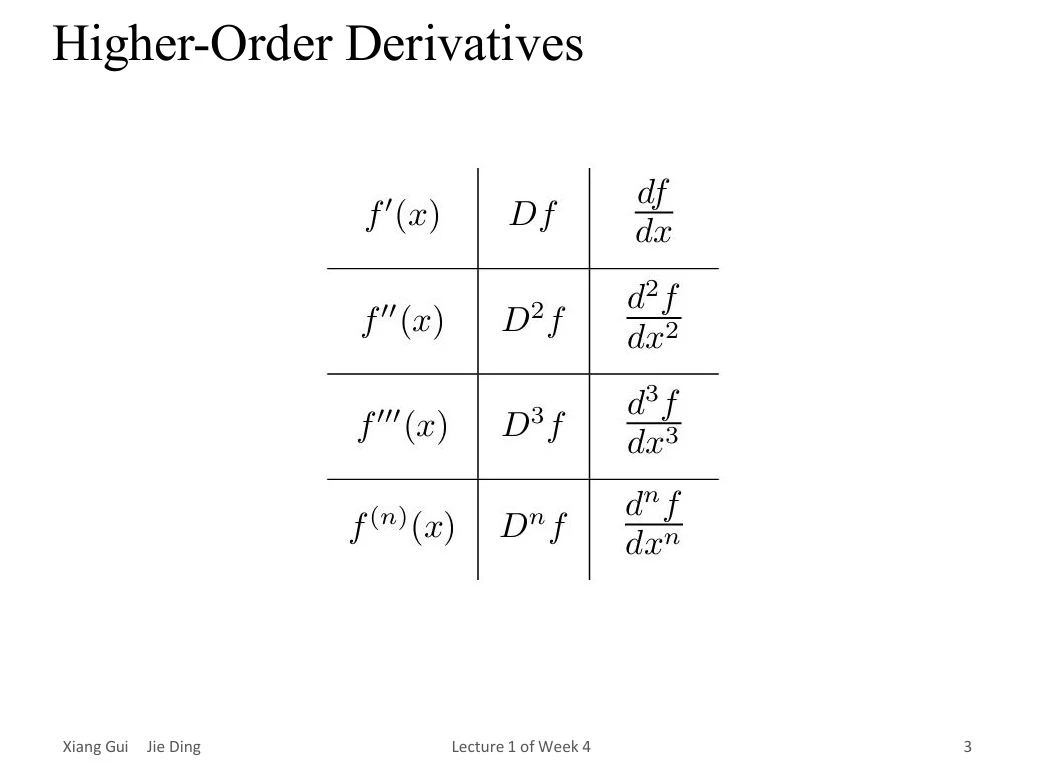 Higher-Order Derivatives
f′(x) Df df/dx
f″(x) D²f d²f/dx²
f‴(x) D³f d³f/dx³
f⁽ⁿ⁾(x) Dⁿf dⁿf/dxⁿ
Xiang Gui Jie Ding Lecture 1 of Week 4 3